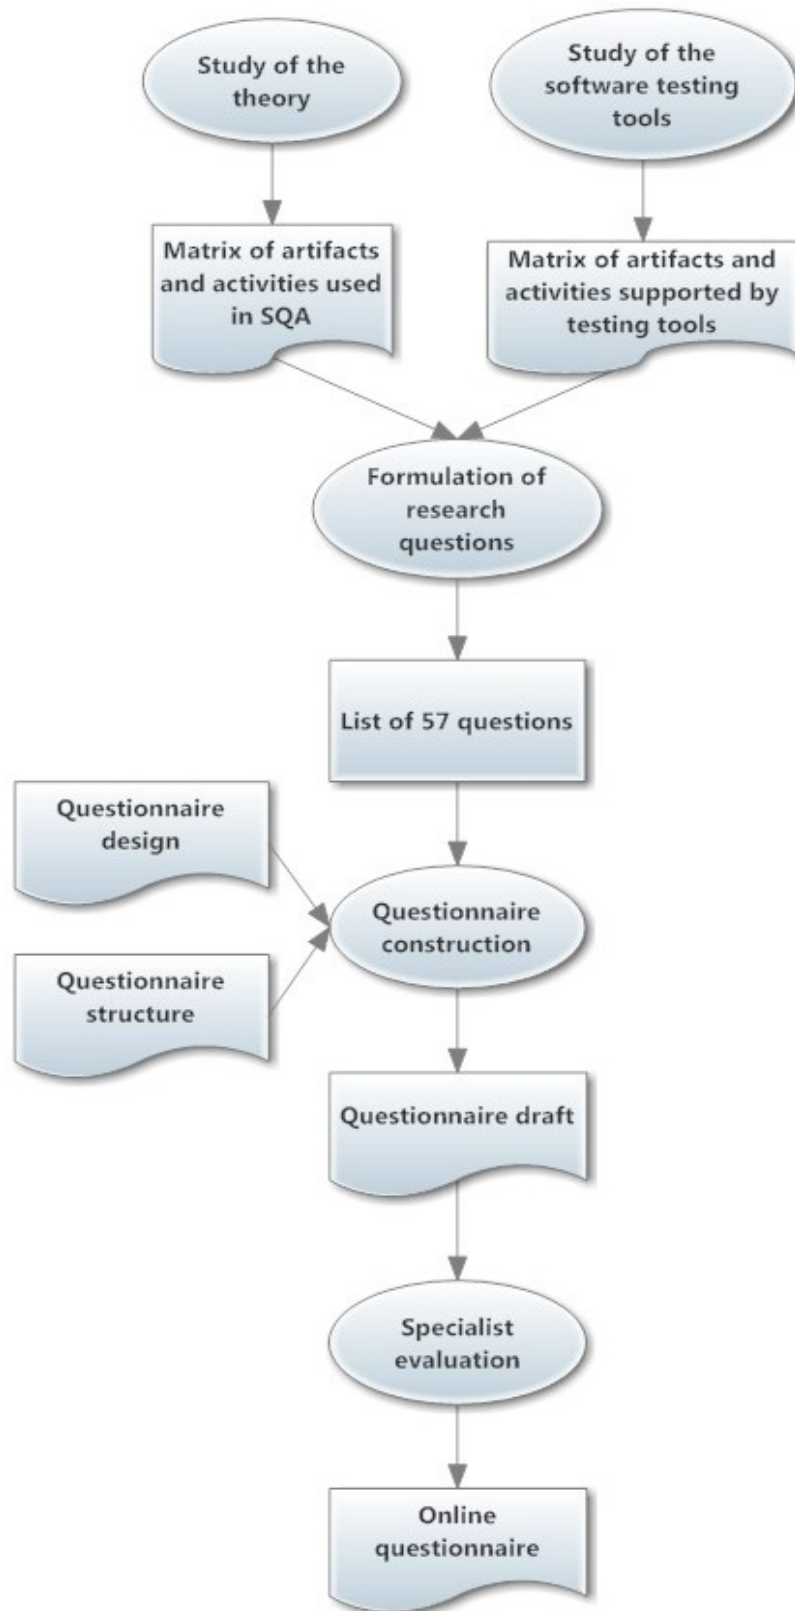 Study of the
theory
Study of the
software testing
tools
Matrix of artifacts
and activities used
in SQA
Matrix of artifacts and
activities supported by
testing tools
Formulation of
research
questions
List of 57 questions
Questionnaire
design
Questionnaire
construction
Questionnaire
structure
Questionnaire draft
Specialist
evaluation
Online
questionnaire